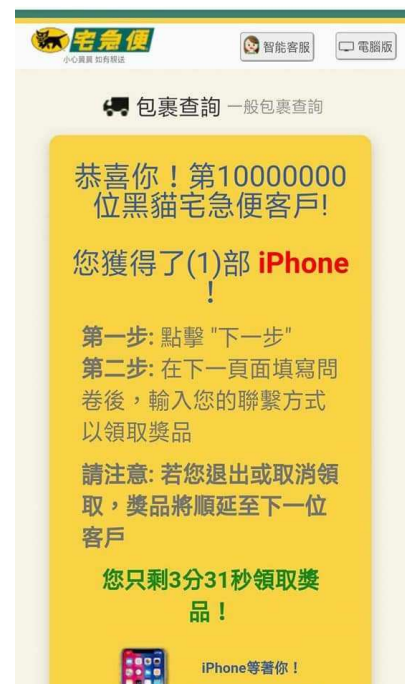 宅急便
小心翼翼 如有親送
智能客服
電腦版
包裹查詢 一般包裹查詢
恭喜你！第10000000
位黑貓宅急便客戶!
您獲得了(1)部 iPhone
！
第一步: 點擊 "下一步"
第二步: 在下一頁面填寫問
卷後，輸入您的聯繫方式
以領取獎品
請注意: 若您退出或取消領
取，獎品將順延至下一位
客戶
您只剩3分31秒領取獎
品！
iPhone等著你！